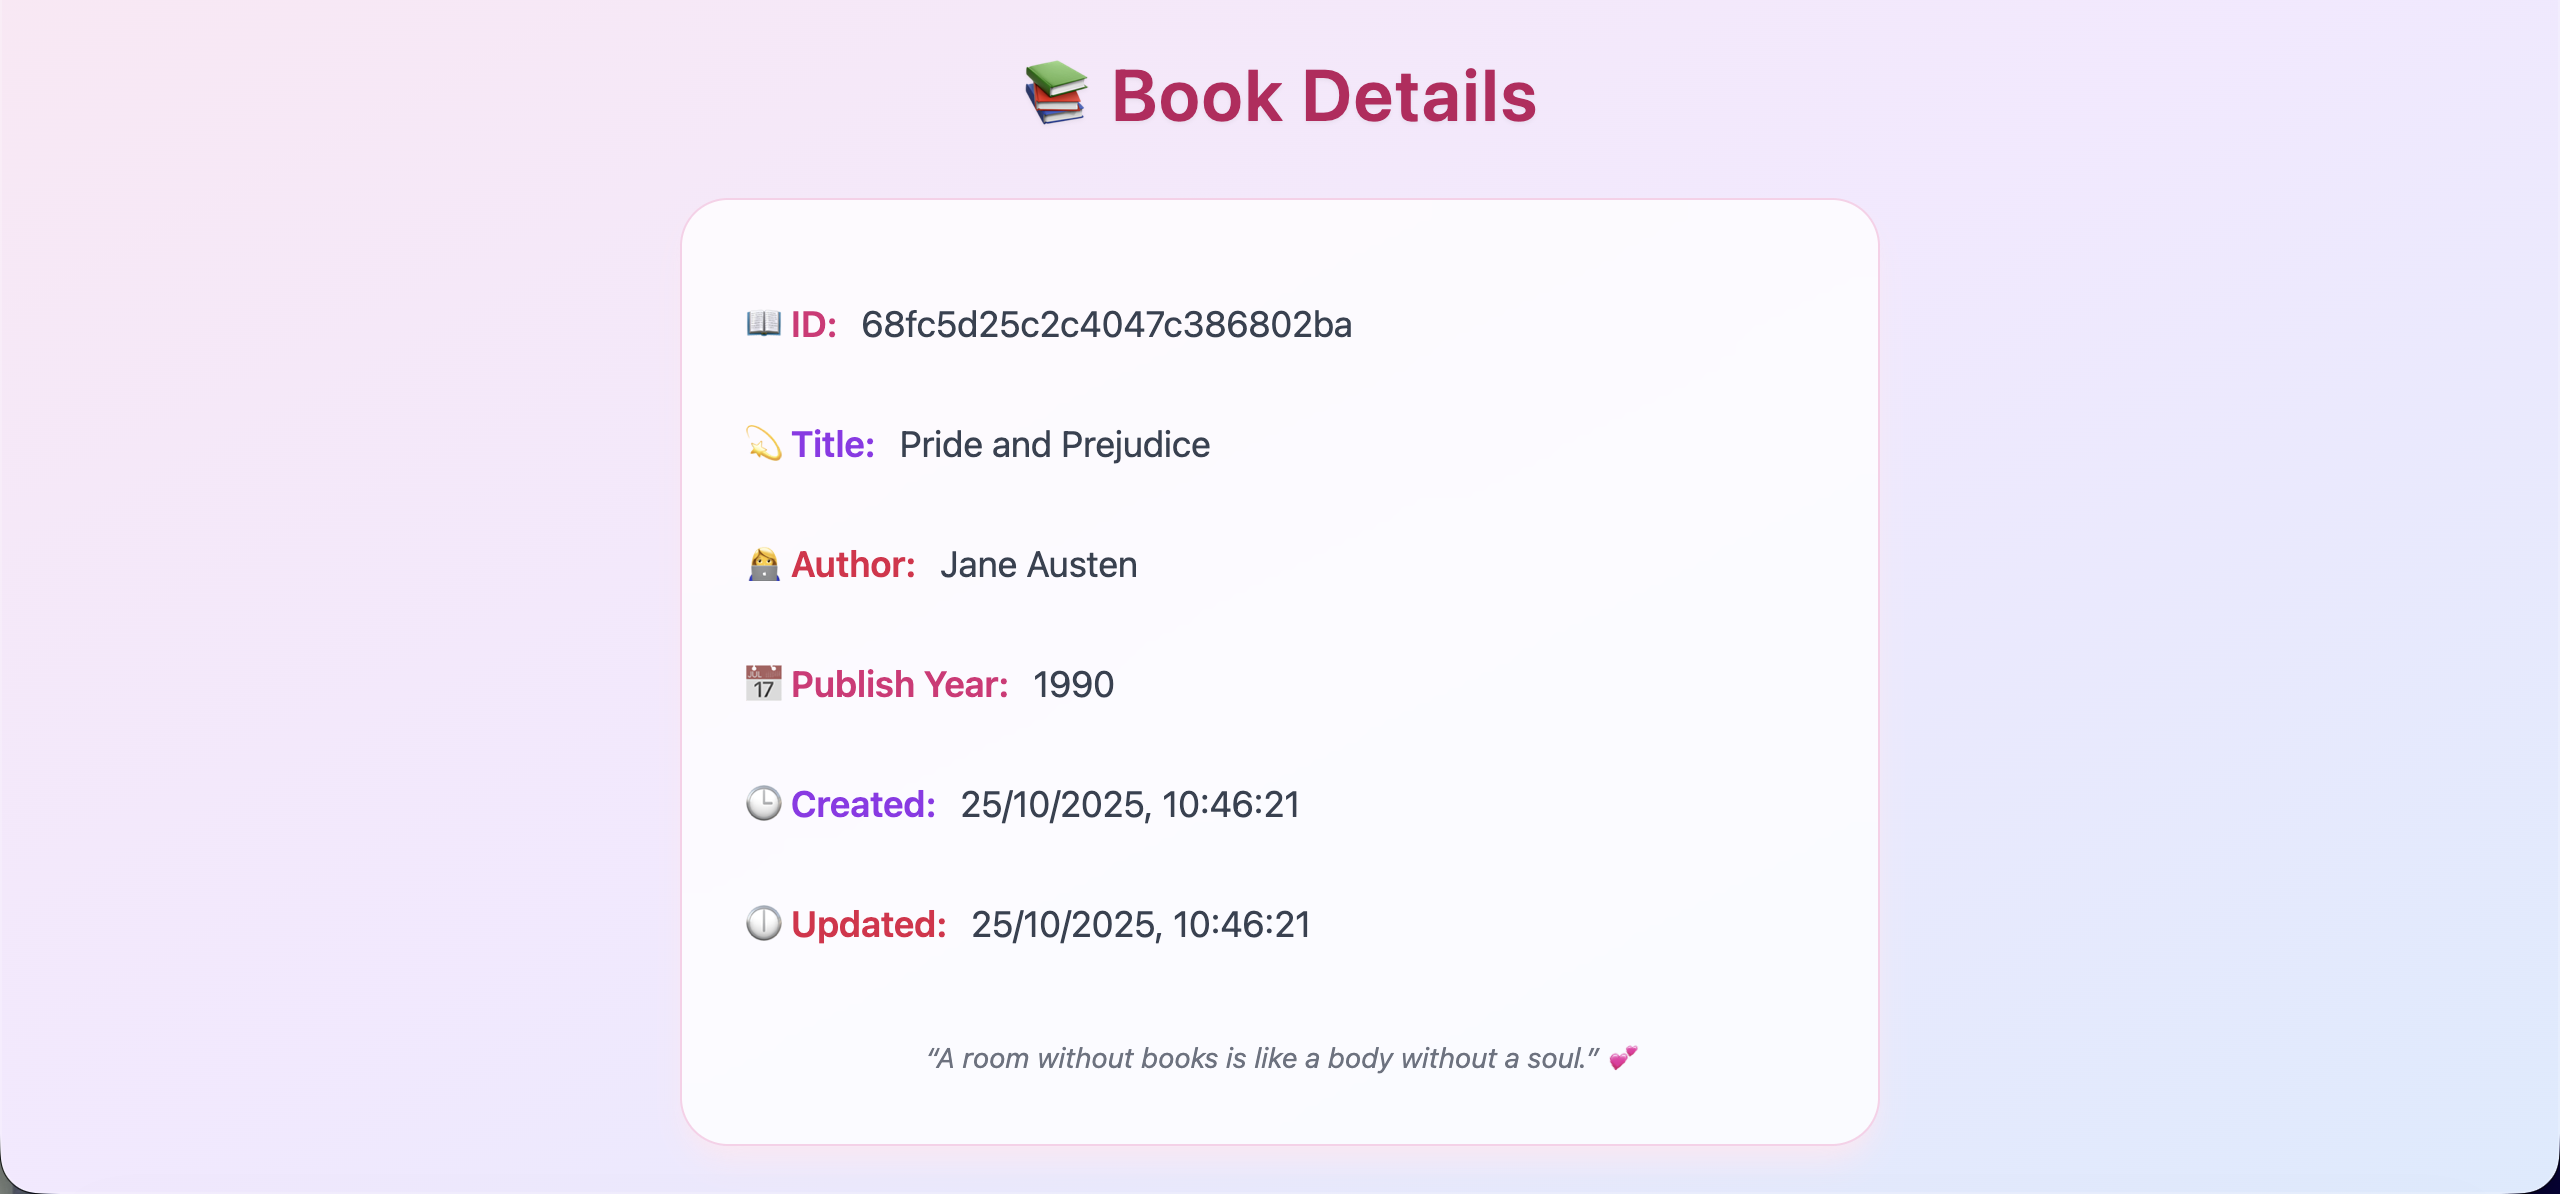 📚 Book Details
📖 ID: 68fc5d25c2c4047c386802ba
💫 Title: Pride and Prejudice
👩‍💻 Author: Jane Austen
📅 Publish Year: 1990
🕒 Created: 25/10/2025, 10:46:21
🕕 Updated: 25/10/2025, 10:46:21
“A room without books is like a body without a soul.” 💕